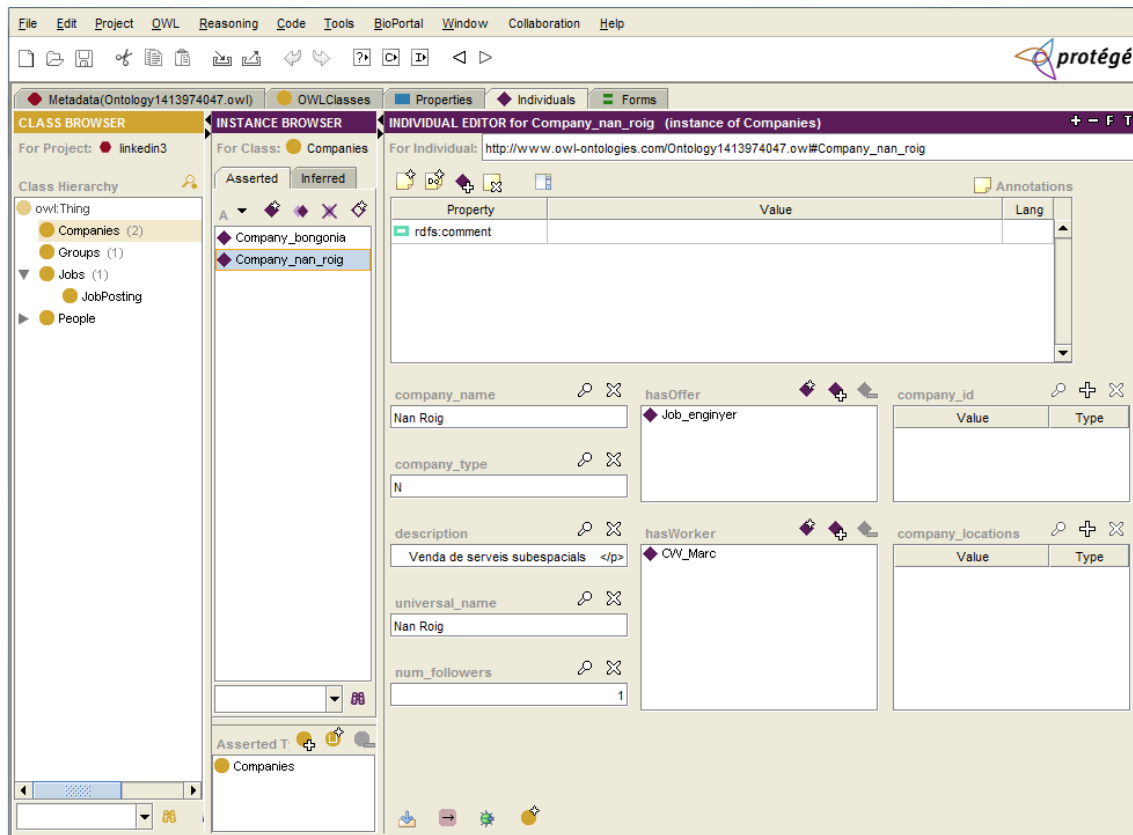 File Edit Project OWL Reasoning Code Tools BioPortal Window Collaboration Help
protégé
Metadata(Ontology1413974047.owl) OWLClasses Properties Individuals Forms
CLASS BROWSER
For Project: linkedin3
Class Hierarchy
owl:Thing
Companies (2)
Groups (1)
Jobs (1)
JobPosting
People
INSTANCE BROWSER
For Class: Companies
Asserted Inferred
A
Company_bongonia
Company_nan_roig
Asserted T
Companies
INDIVIDUAL EDITOR for Company_nan_roig (instance of Companies)
+ − F T
For Individual: http://www.owl-ontologies.com/Ontology1413974047.owl#Company_nan_roig
Annotations
Property Value Lang
rdfs:comment
company_name
Nan Roig
company_type
N
description
Venda de serveis subespacials </p>
universal_name
Nan Roig
num_followers
1
hasOffer
Job_enginyer
hasWorker
CW_Marc
company_id
Value Type
company_locations
Value Type